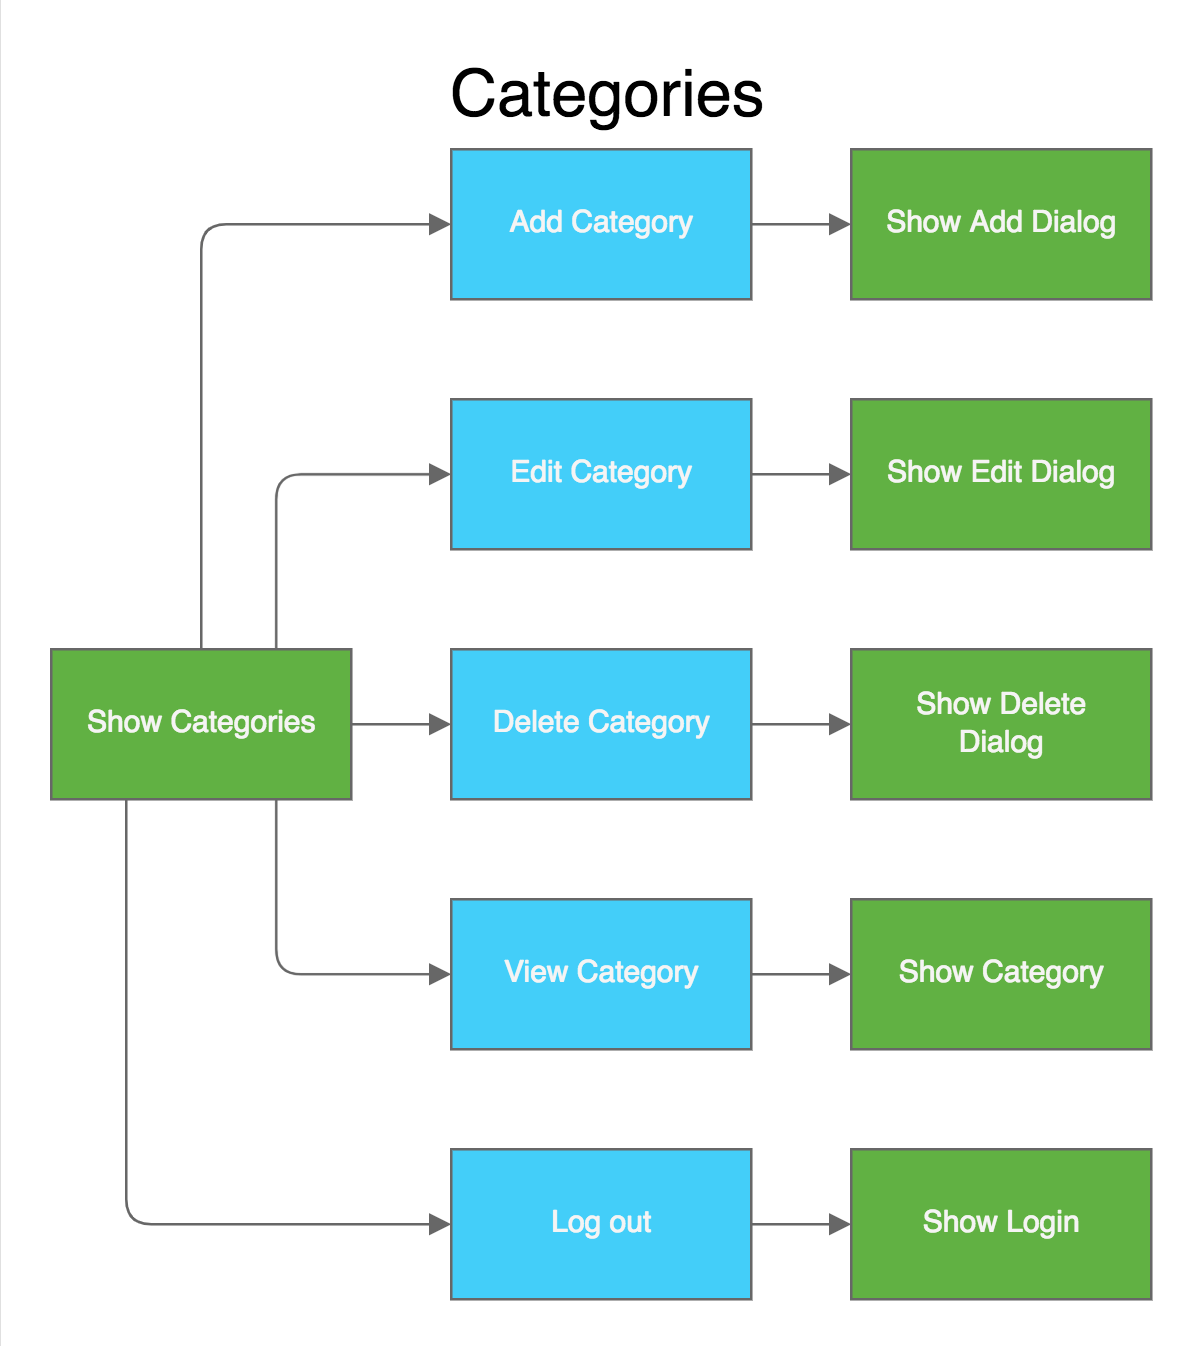 Categories
Add Category
Show Add Dialog
Edit Category
Show Edit Dialog
Show Categories
Delete Category
Show Delete
Dialog
View Category
Show Category
Log out
Show Login